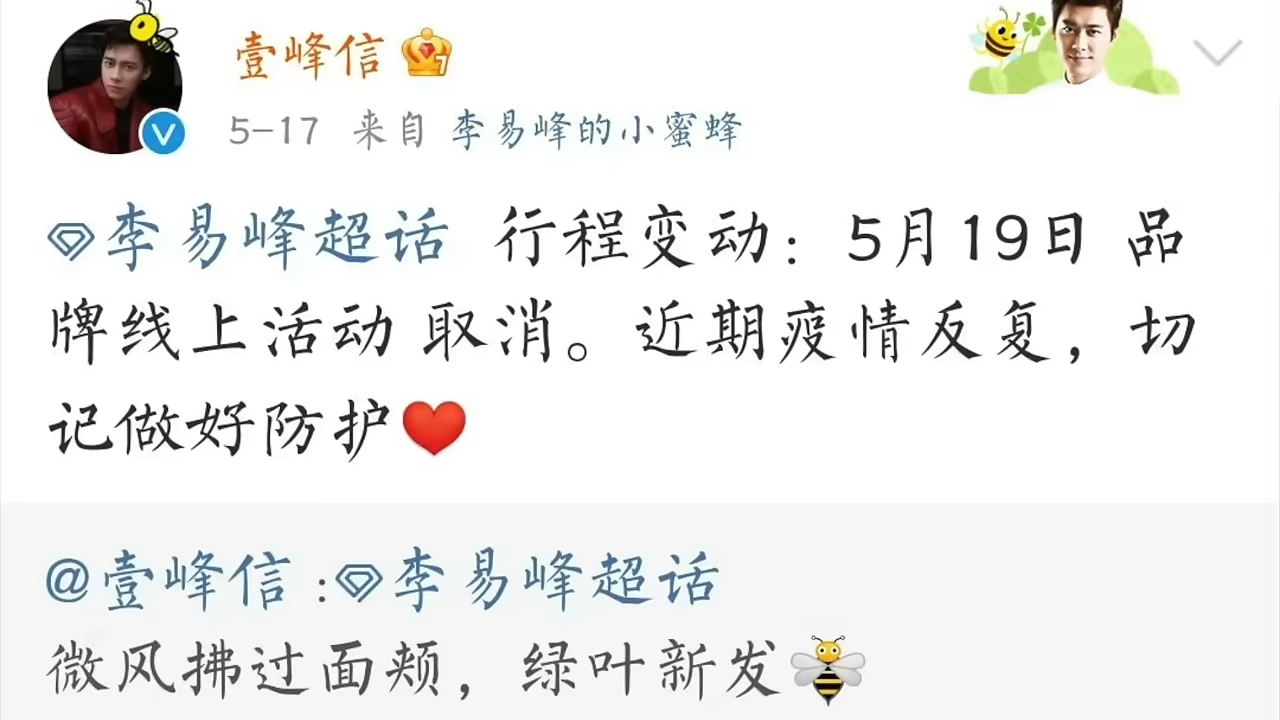 壹峰信
5-17 来自 李易峰的小蜜蜂
李易峰超话 行程变动：5月19日 品
牌线上活动 取消。近期疫情反复，切
记做好防护❤️
@壹峰信：李易峰超话
微风拂过面颊，绿叶新发🐝